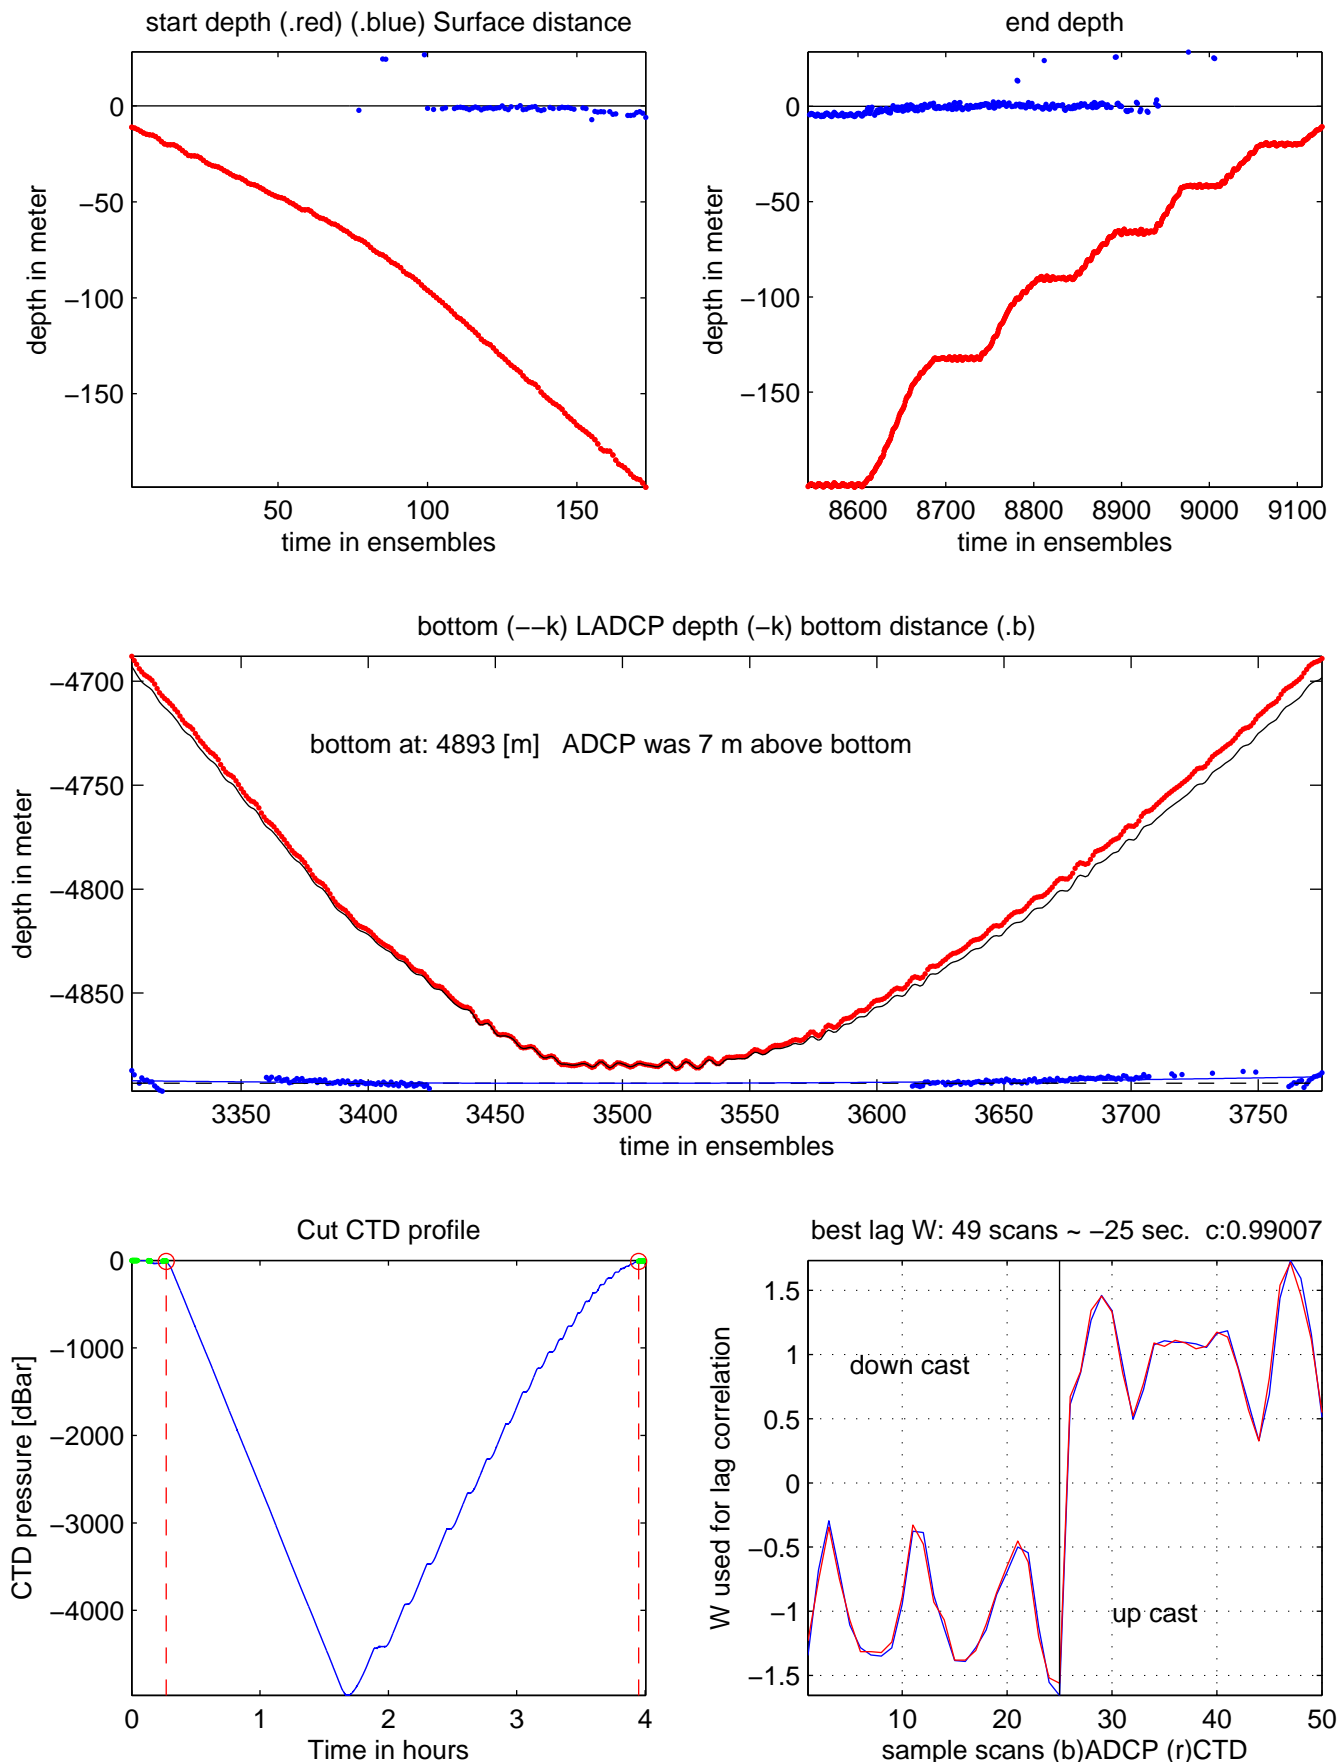 start depth (.red) (.blue) Surface distance
0
−50
−100
−150
depth in meter
50 100 150
time in ensembles
end depth
0
−50
−100
−150
depth in meter
8600 8700 8800 8900 9000 9100
time in ensembles
bottom (−−k) LADCP depth (−k) bottom distance (.b)
−4700
−4750
−4800
−4850
depth in meter
bottom at: 4893 [m]   ADCP was 7 m above bottom
3350 3400 3450 3500 3550 3600 3650 3700 3750
time in ensembles
Cut CTD profile
0
−1000
−2000
−3000
−4000
CTD pressure [dBar]
0 1 2 3 4
Time in hours
best lag W: 49 scans ~ −25 sec.  c:0.99007
1.5
1
0.5
0
−0.5
−1
−1.5
W used for lag correlation
down cast
up cast
10 20 30 40 50
sample scans (b)ADCP (r)CTD